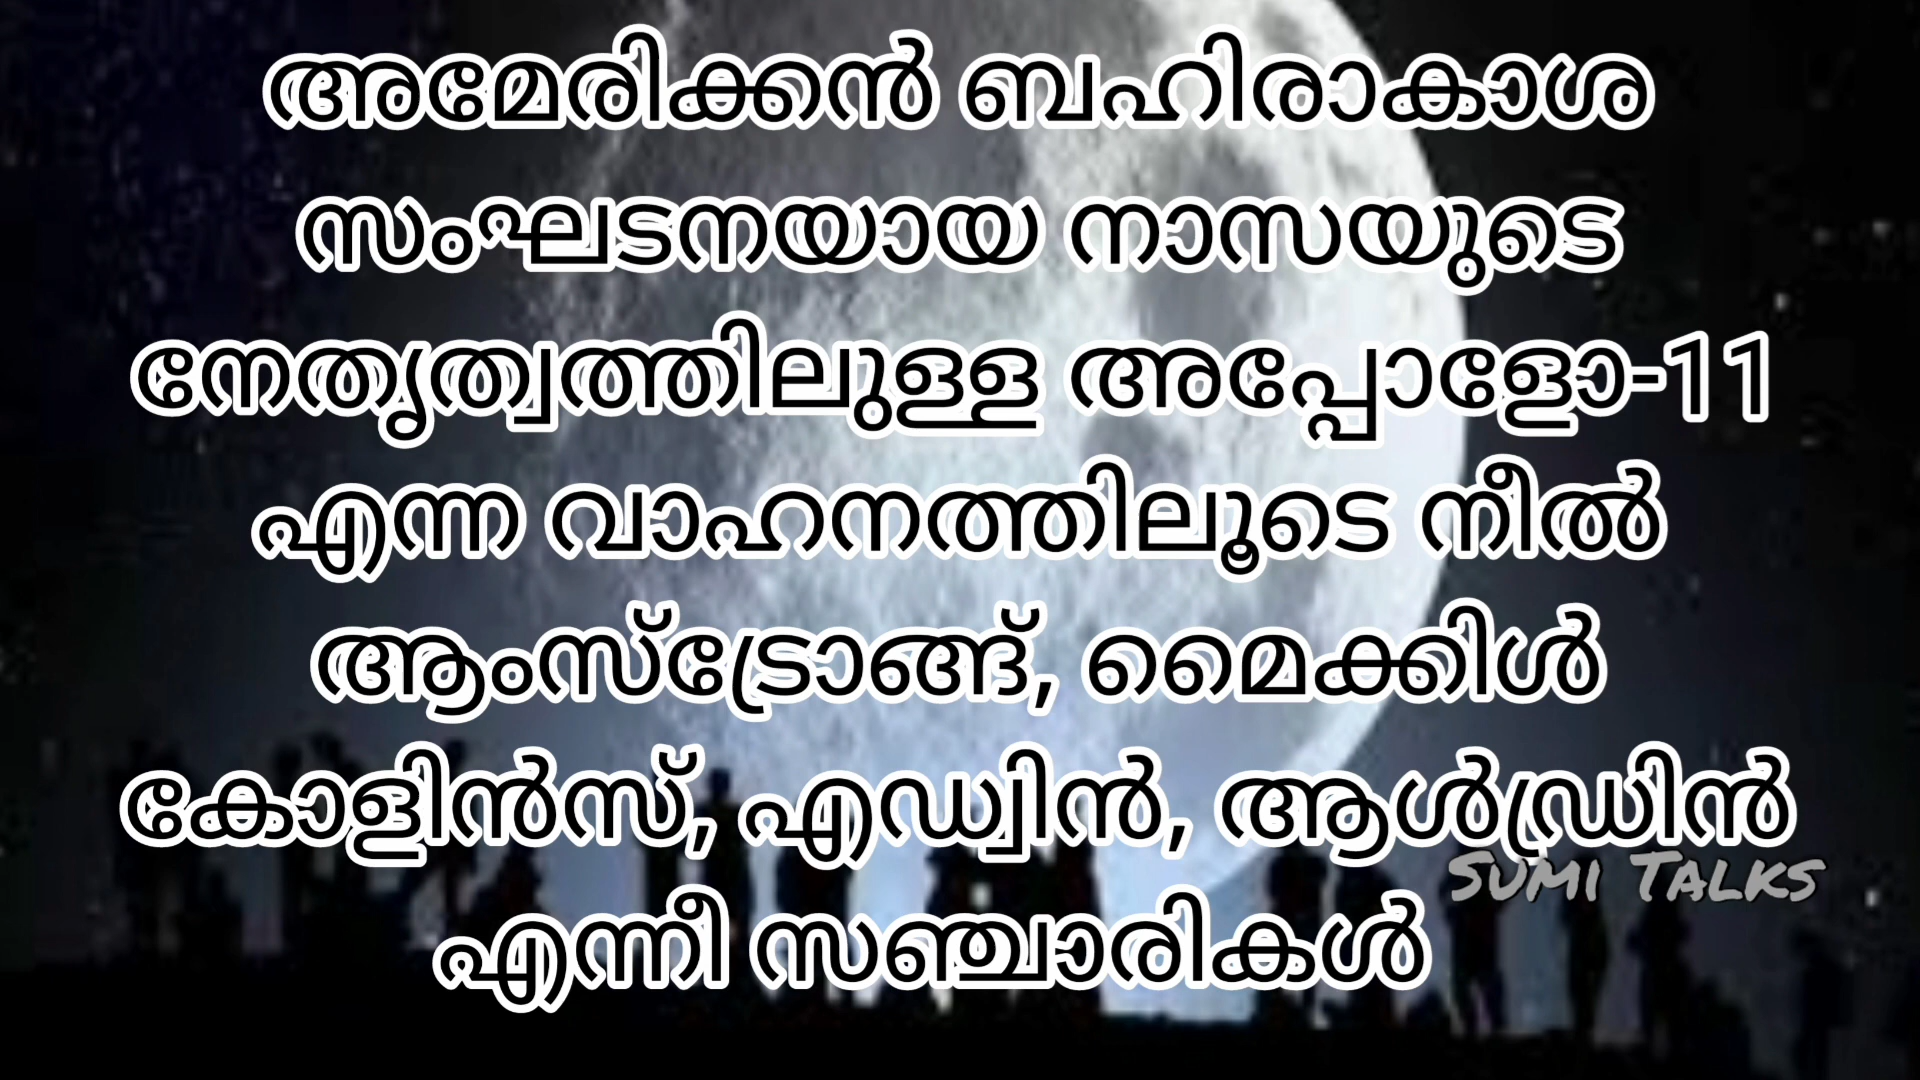 അമേരിക്കൻ ബഹിരാകാശ
സംഘടനയായ നാസയുടെ
നേതൃത്വത്തിലുള്ള അപ്പോളോ-11
എന്ന വാഹനത്തിലൂടെ നീൽ
ആംസ്ട്രോങ്ങ്, മൈക്കിൾ
കോളിൻസ്, എഡ്വിൻ, ആൾഡ്രിൻ
SUMI TALKS
എന്നീ സഞ്ചാരികൾ